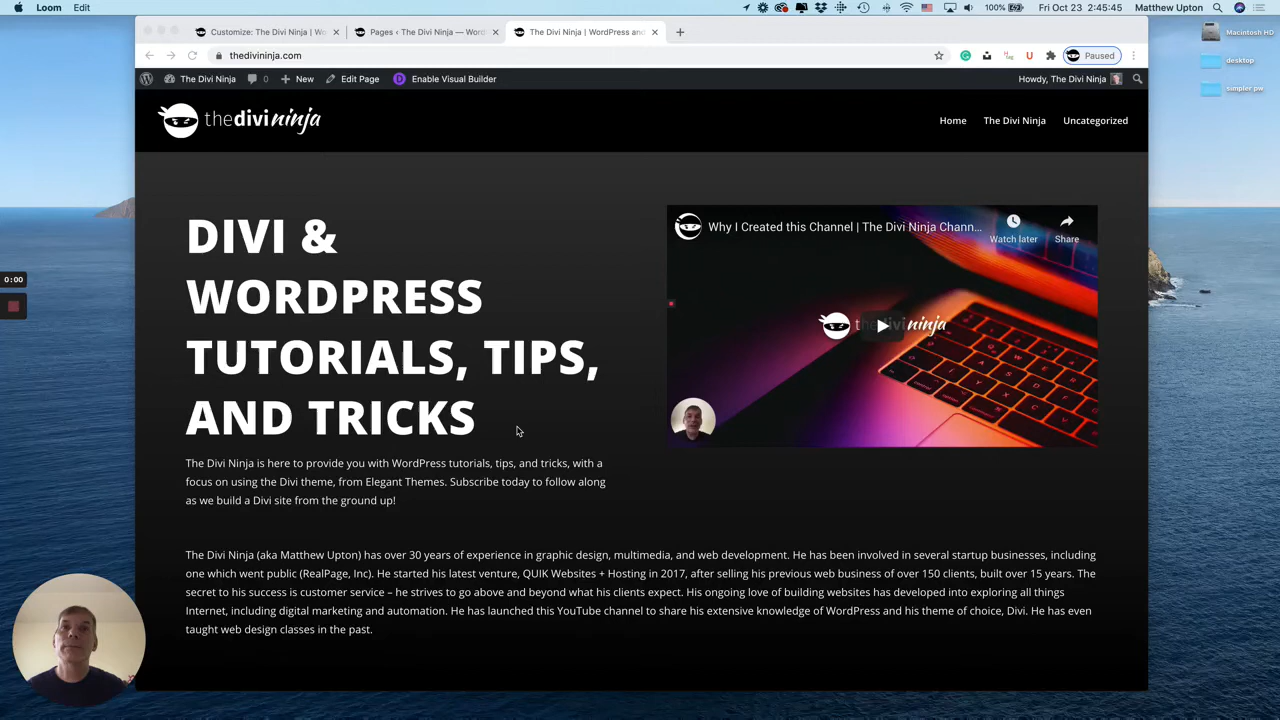 Loom Edit 100% Fri Oct 23 2:45:45 Matthew Upton
Macintosh HD
desktop
simpler pw
Customize: The Divi Ninja | Wo
Pages ‹ The Divi Ninja — Word
The Divi Ninja | WordPress and
thedivininja.com
Paused
The Divi Ninja 0 New Edit Page Enable Visual Builder Howdy, The Divi Ninja
thedivininja
Home The Divi Ninja Uncategorized
DIVI &
WORDPRESS
TUTORIALS, TIPS,
AND TRICKS
The Divi Ninja is here to provide you with WordPress tutorials, tips, and tricks, with a
focus on using the Divi theme, from Elegant Themes. Subscribe today to follow along
as we build a Divi site from the ground up!
Why I Created this Channel | The Divi Ninja Chann...
Watch later
Share
The Divi Ninja (aka Matthew Upton) has over 30 years of experience in graphic design, multimedia, and web development. He has been involved in several startup businesses, including
one which went public (RealPage, Inc). He started his latest venture, QUIK Websites + Hosting in 2017, after selling his previous web business of over 150 clients, built over 15 years. The
secret to his success is customer service – he strives to go above and beyond what his clients expect. His ongoing love of building websites has developed into exploring all things
Internet, including digital marketing and automation. He has launched this YouTube channel to share his extensive knowledge of WordPress and his theme of choice, Divi. He has even
taught web design classes in the past.
0:00